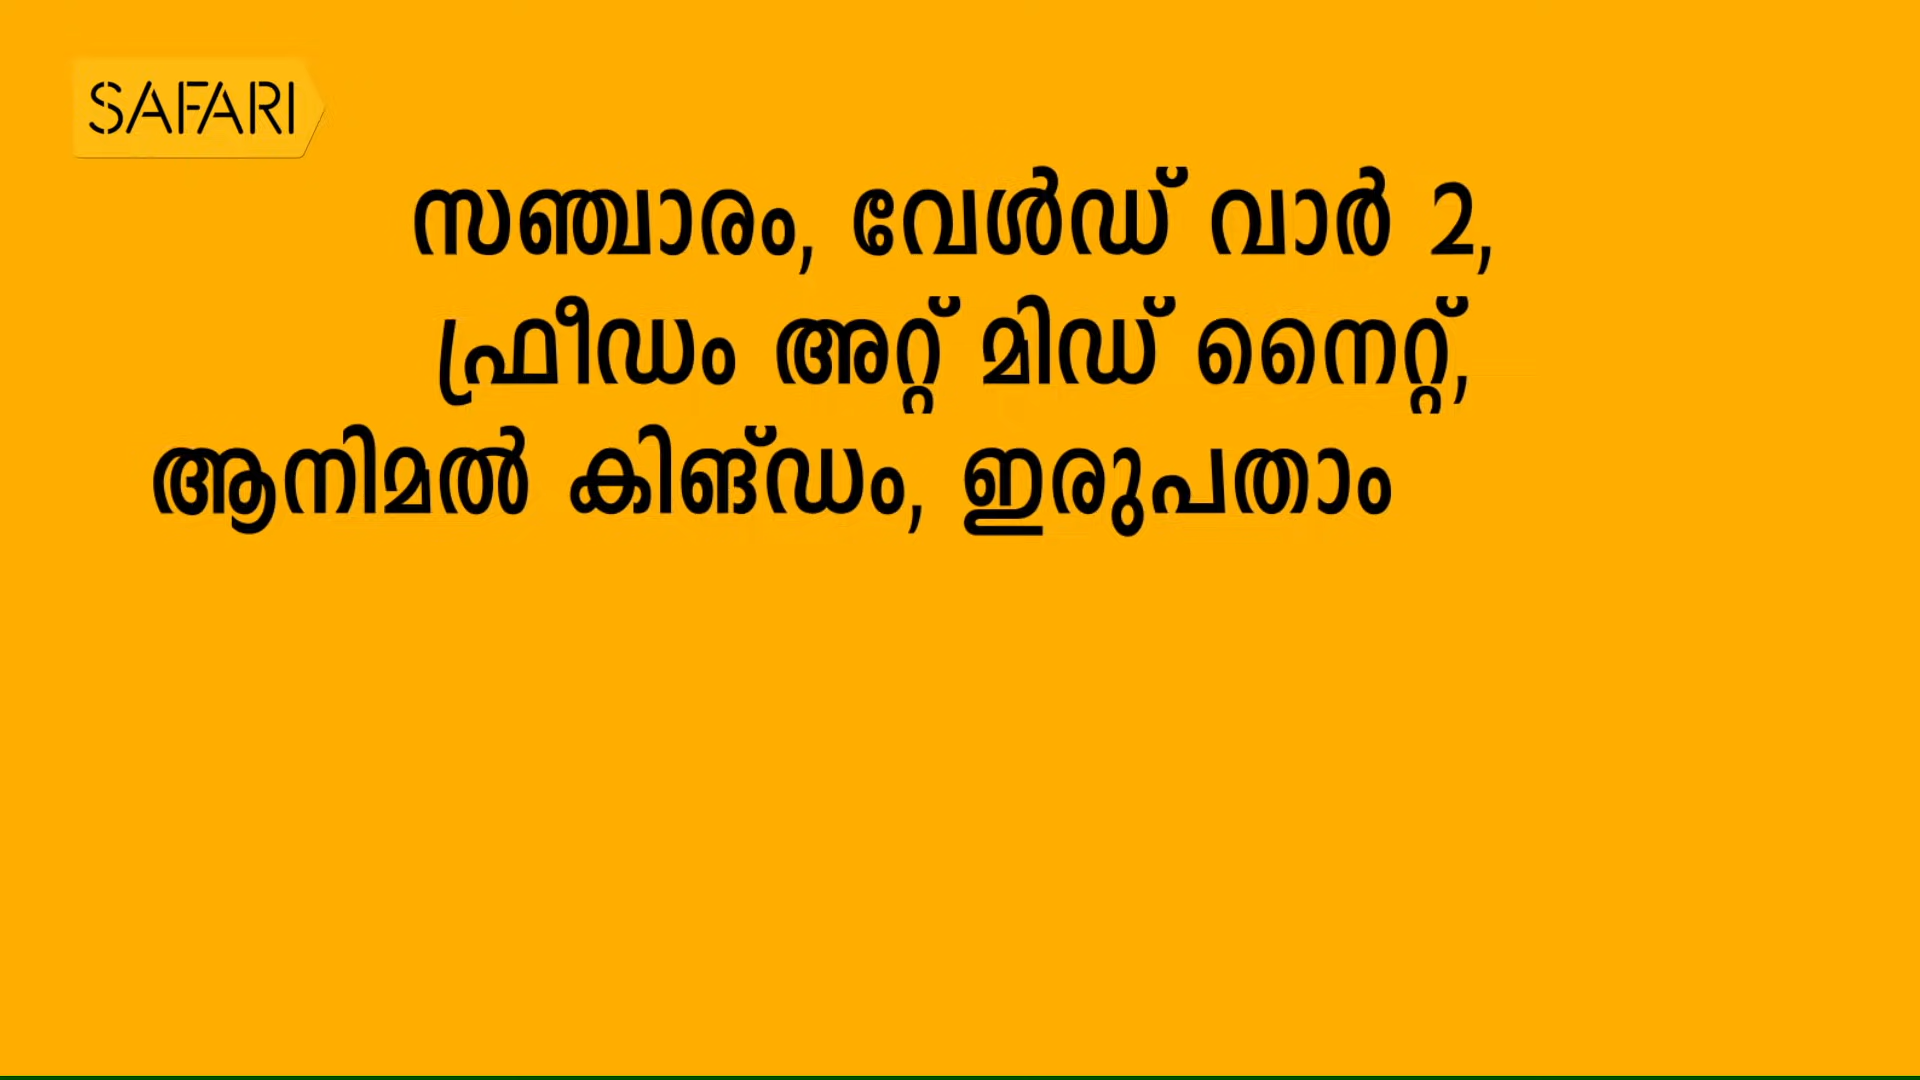 SAFARI
സഞ്ചാരം, വേൾഡ് വാർ 2,
ഫ്രീഡം അറ്റ് മിഡ് നൈറ്റ്,
ആനിമൽ കിങ്ഡം, ഇരുപതാം